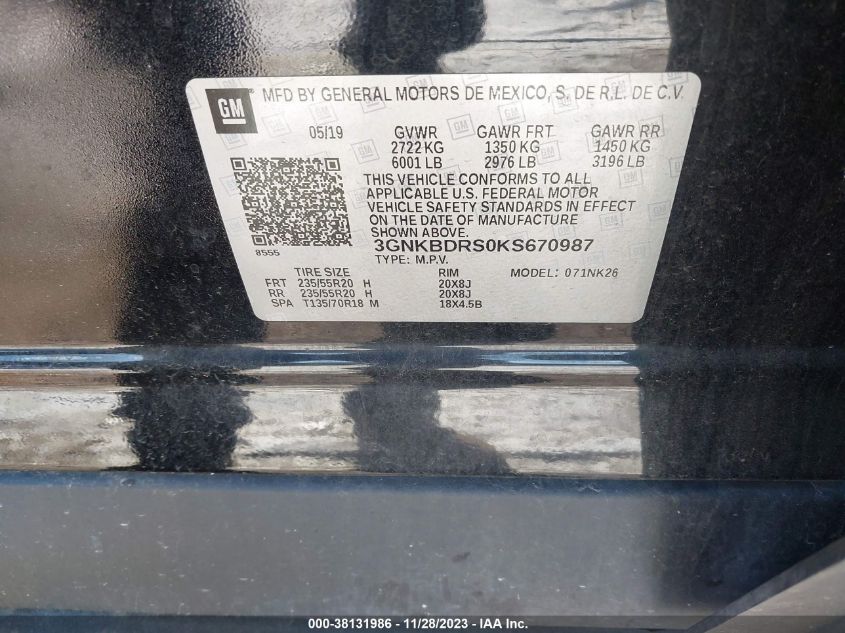 GM MFD BY GENERAL MOTORS DE MEXICO, S. DE R.L. DE C.V.
05/19 GVWR GAWR FRT GAWR RR
2722 KG 1350 KG 1450 KG
6001 LB 2976 LB 3196 LB
THIS VEHICLE CONFORMS TO ALL
APPLICABLE U.S. FEDERAL MOTOR
VEHICLE SAFETY STANDARDS IN EFFECT
ON THE DATE OF MANUFACTURE
SHOWN ABOVE.
8555 3GNKBDRS0KS670987
TYPE: M.P.V. MODEL: 071NK26
TIRE SIZE RIM
FRT 235/55R20 H 20X8J
RR 235/55R20 H 20X8J
SPA T135/70R18 M 18X4.5B
000-38131986 - 11/28/2023 - IAA Inc.